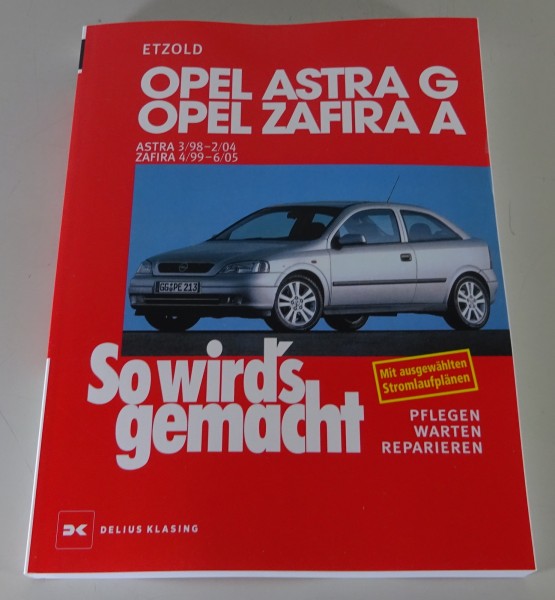 ETZOLD
OPEL ASTRA G
OPEL ZAFIRA A
ASTRA 3/98–2/04
ZAFIRA 4/99–6/05
GG PE 213
So wird's
gemacht
Mit ausgewählten
Stromlaufplänen
PFLEGEN
WARTEN
REPARIEREN
DK DELIUS KLASING